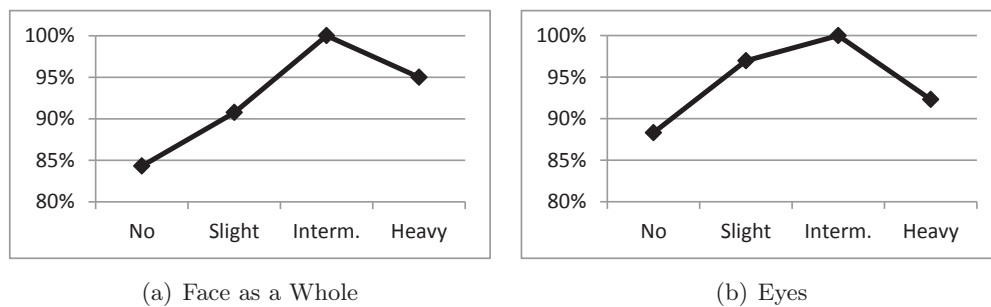 100%
95%
90%
85%
80%
No Slight Interm. Heavy
(a) Face as a Whole
100%
95%
90%
85%
80%
No Slight Interm. Heavy
(b) Eyes